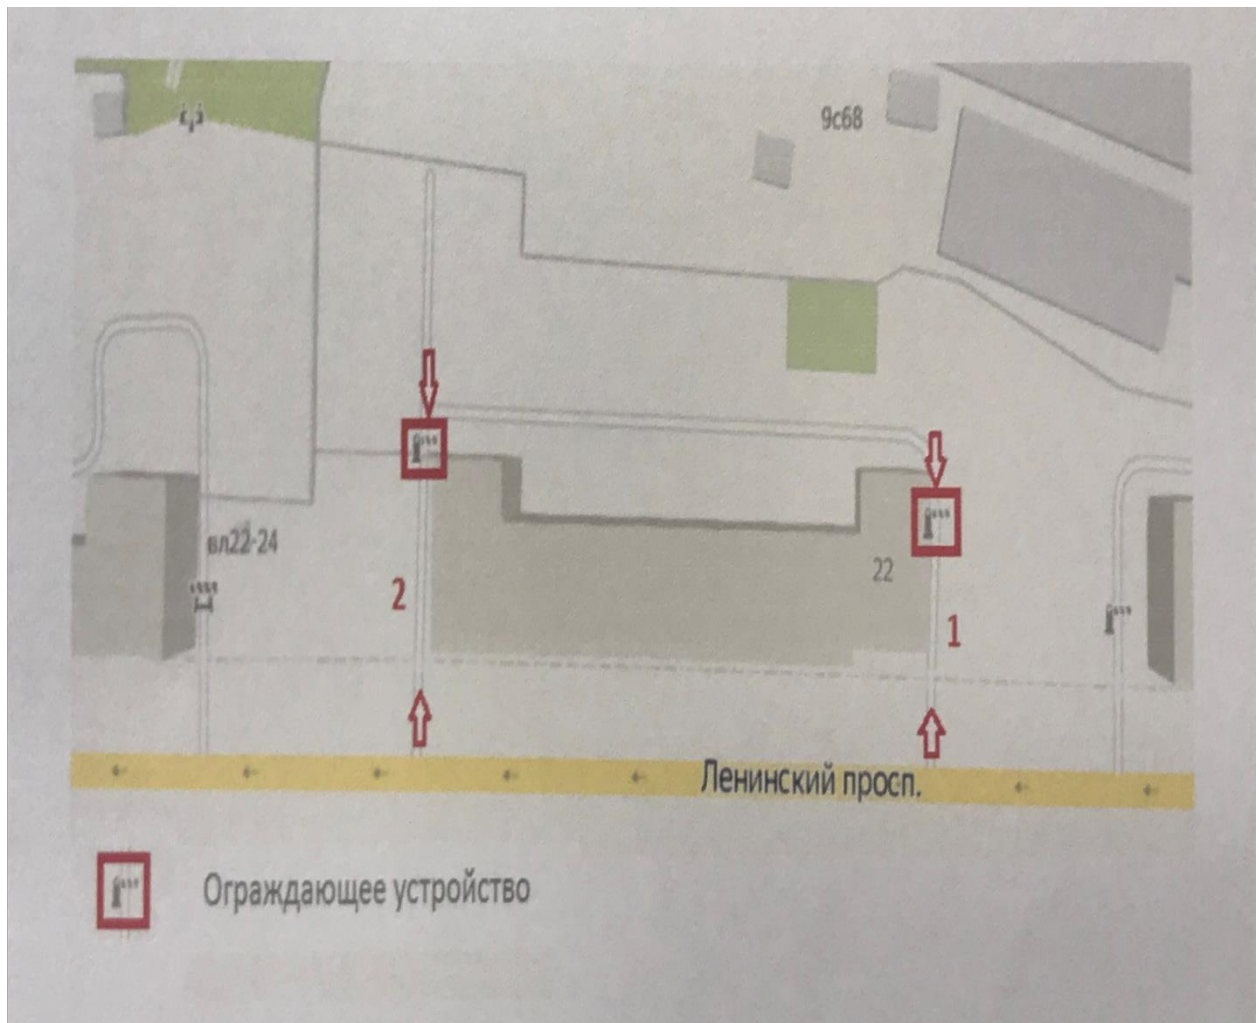 9с68
вл22-24
22
2
1
Ленинский просп.
Ограждающее устройство